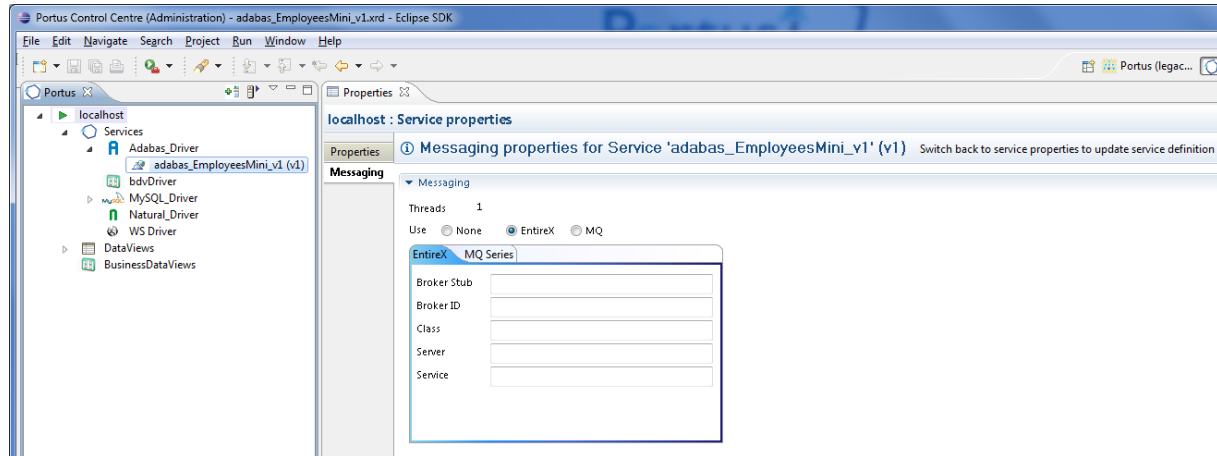 Portus Control Centre (Administration) - adabas_EmployeesMini_v1.xrd - Eclipse SDK
File Edit Navigate Search Project Run Window Help
Portus (legac...
Portus
localhost
Services
Adabas_Driver
adabas_EmployeesMini_v1 (v1)
bdvDriver
MySQL_Driver
Natural_Driver
WS Driver
DataViews
BusinessDataViews
Properties
localhost : Service properties
Properties
Messaging
Messaging properties for Service 'adabas_EmployeesMini_v1' (v1) Switch back to service properties to update service definition
Messaging
Threads 1
Use None EntireX MQ
EntireX MQ Series
Broker Stub
Broker ID
Class
Server
Service